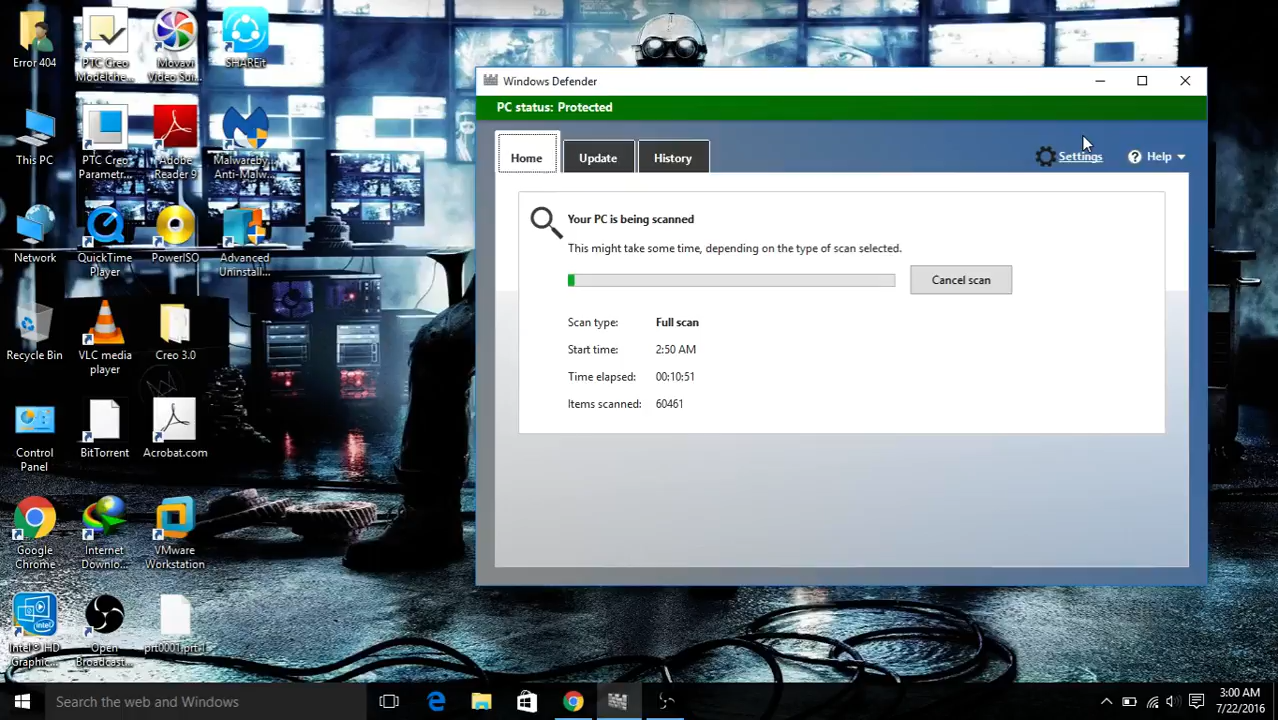 Error 404
PTC Creo
Modelche...
Movavi
Video Sui...
SHAREit
This PC
PTC Creo
Parametr...
Adobe
Reader 9
Malwareby...
Anti-Malw...
Network
QuickTime
Player
PowerISO
Advanced
Uninstall...
Recycle Bin
VLC media
player
Creo 3.0
Control
Panel
BitTorrent
Acrobat.com
Google
Chrome
Internet
Downlo...
VMware
Workstation
Intel® HD
Graphic...
Open
Broadcast...
prt0001.prt.1
Windows Defender
PC status: Protected
Home
Update
History
Settings
Help
Your PC is being scanned
This might take some time, depending on the type of scan selected.
Cancel scan
Scan type: Full scan
Start time: 2:50 AM
Time elapsed: 00:10:51
Items scanned: 60461
Search the web and Windows
3:00 AM
7/22/2016